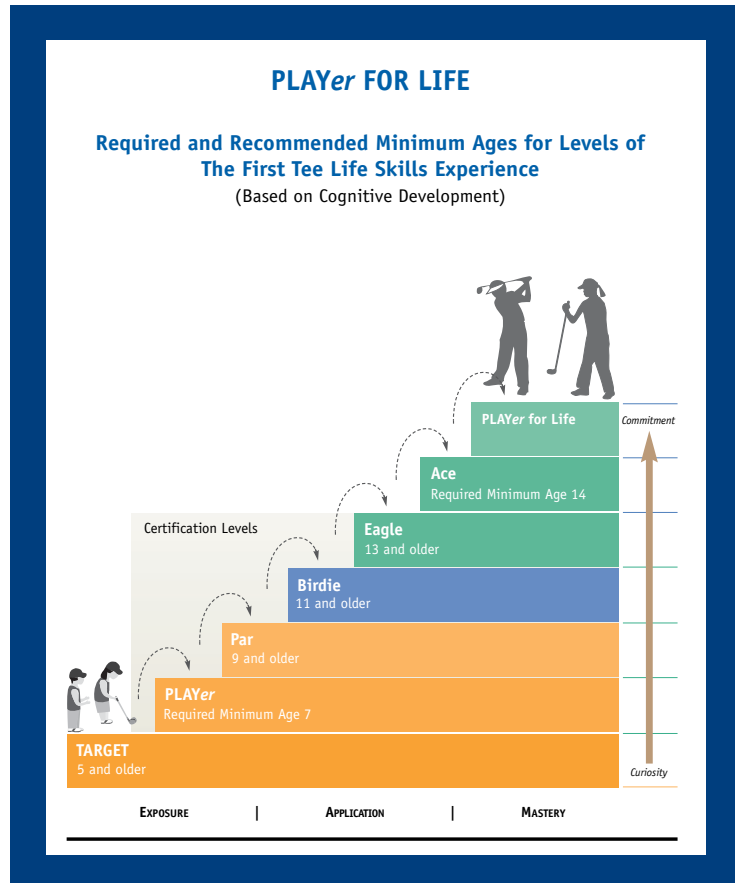 PLAYer FOR LIFE
Required and Recommended Minimum Ages for Levels of
The First Tee Life Skills Experience
(Based on Cognitive Development)
PLAYer for Life
Commitment
Ace
Required Minimum Age 14
Certification Levels
Eagle
13 and older
Birdie
11 and older
Par
9 and older
PLAYer
Required Minimum Age 7
TARGET
5 and older
Curiosity
EXPOSURE | APPLICATION | MASTERY